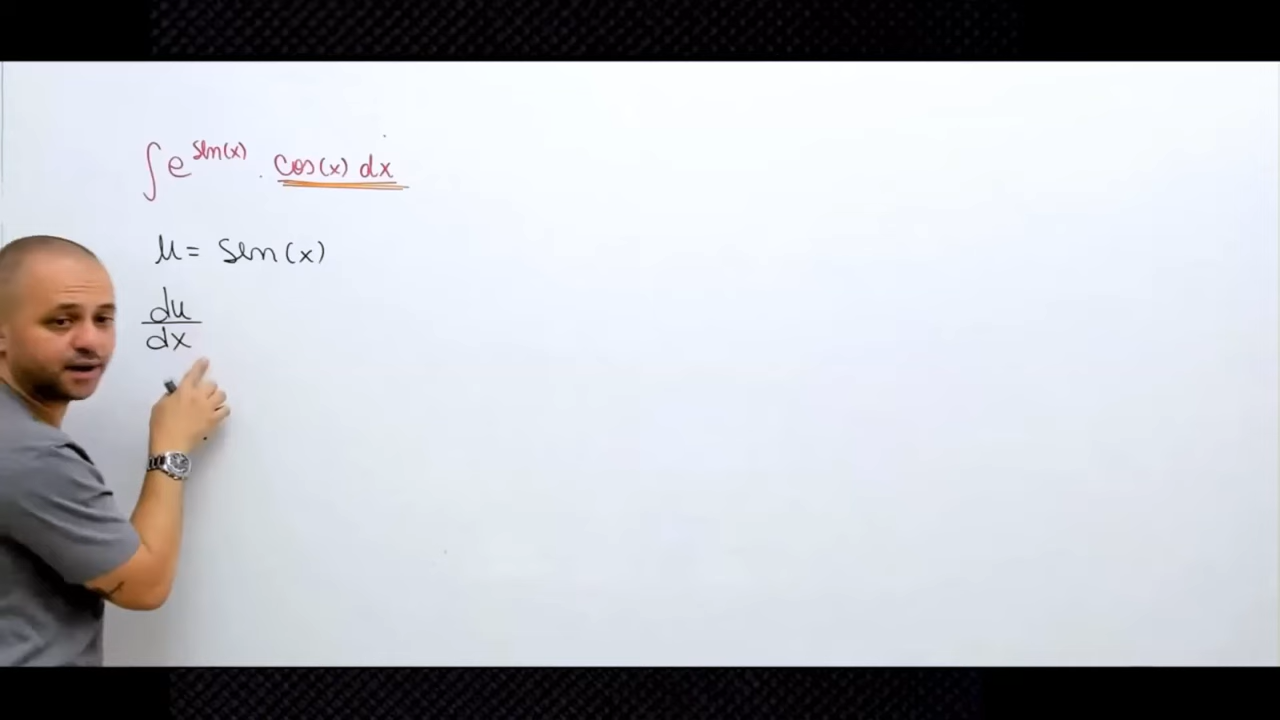 ∫ e^sen(x) . cos(x) dx
u = sen(x)
du
dx